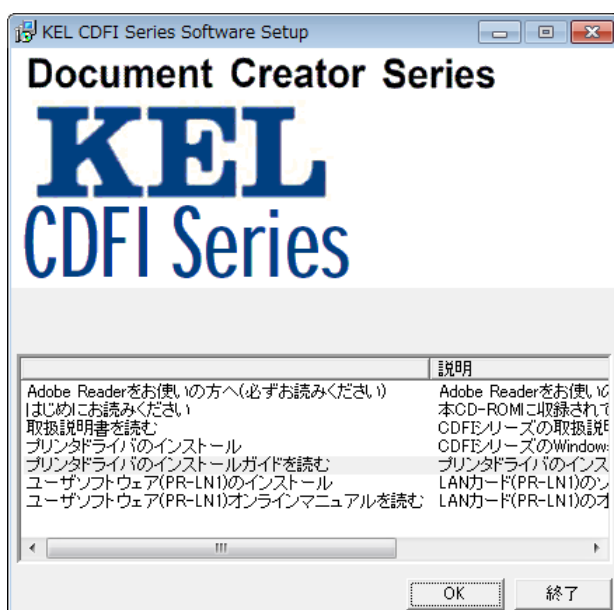 KEL CDFI Series Software Setup
Document Creator Series
KEL
CDFI Series
説明
Adobe Readerをお使いの方へ(必ずお読みください) Adobe Readerをお使い
はじめにお読みください 本CD-ROMに収録されて
取扱説明書を読む CDFIシリーズの取扱説
プリンタドライバのインストール CDFIシリーズのWindow
プリンタドライバのインストールガイドを読む プリンタドライバのインス
ユーザソフトウェア(PR-LN1)のインストール LANカード(PR-LN1)のソ
ユーザソフトウェア(PR-LN1)オンラインマニュアルを読む LANカード(PR-LN1)のオ
OK 終了